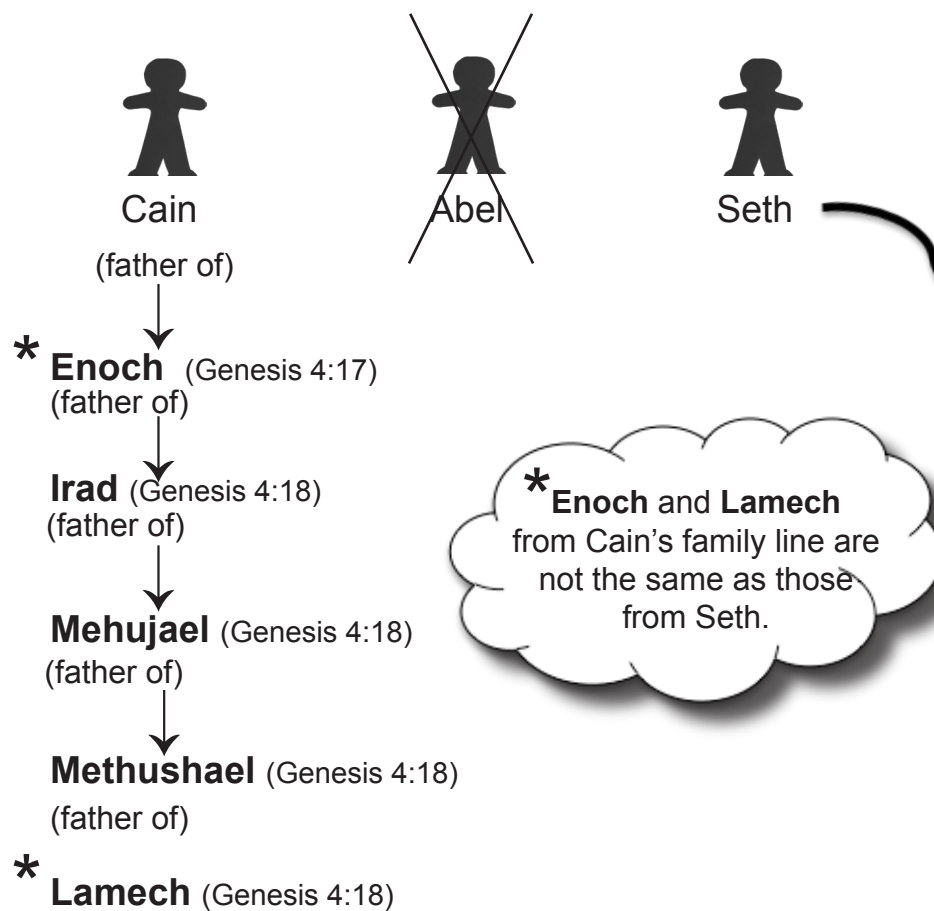 Cain
Abel
Seth
(father of)
* Enoch (Genesis 4:17)
(father of)
Irad (Genesis 4:18)
(father of)
Mehujael (Genesis 4:18)
(father of)
Methushael (Genesis 4:18)
(father of)
* Lamech (Genesis 4:18)
*Enoch and Lamech
from Cain’s family line are
not the same as those
from Seth.